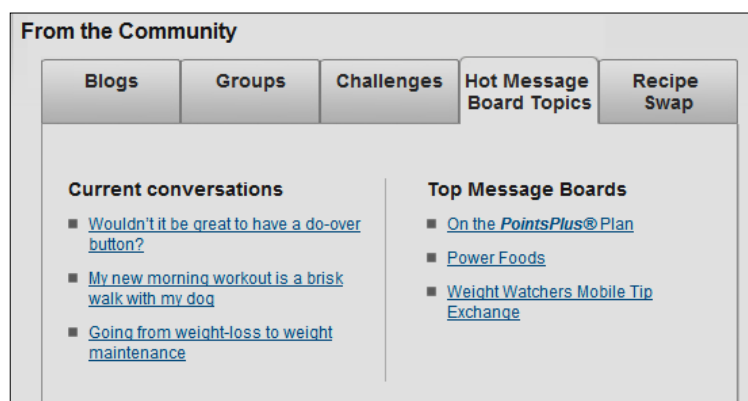 From the Community
Blogs
Groups
Challenges
Hot Message
Board Topics
Recipe
Swap
Current conversations
Wouldn't it be great to have a do-over
button?
My new morning workout is a brisk
walk with my dog
Going from weight-loss to weight
maintenance
Top Message Boards
On the PointsPlus® Plan
Power Foods
Weight Watchers Mobile Tip
Exchange